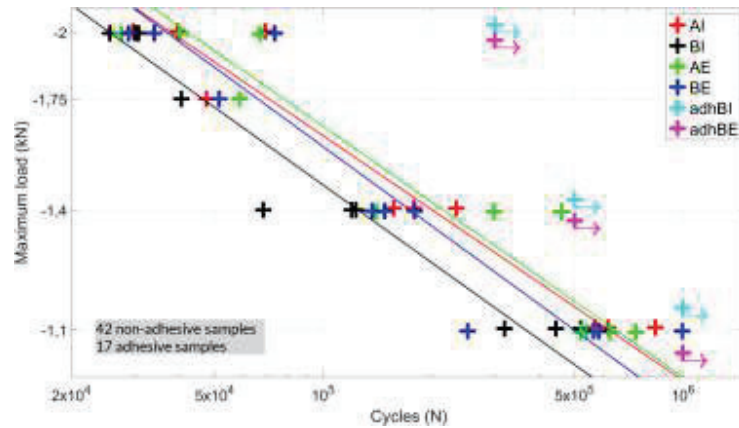 -2
-1.75
-1.4
-1.1
Maximum load (kN)
2x10⁴
5x10⁴
10⁵
5x10⁵
10⁶
Cycles (N)
AI
BI
AE
BE
adhBI
adhBE
42 non-adhesive samples
17 adhesive samples